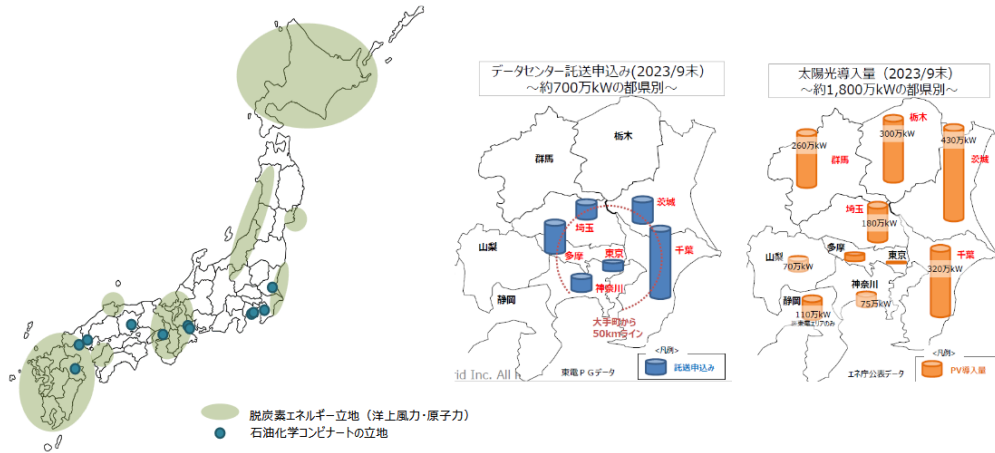 脱炭素エネルギー立地（洋上風力・原子力）
石油化学コンビナートの立地
データセンター託送申込み(2023/9末)
～約700万kWの都県別～
栃木
群馬
茨城
埼玉
山梨
多摩
東京
千葉
神奈川
静岡
大手町から
50kmライン
<凡例>
託送申込み
東電ＰＧデータ
rid Inc. All R
太陽光導入量（2023/9末）
～約1,800万kWの都県別～
栃木
300万kW
430万kW
260万kW
群馬
茨城
埼玉
180万kW
山梨
多摩
東京
千葉
70万kW
320万kW
神奈川
静岡
75万kW
110万kW
※東電エリアのみ
<凡例>
PV導入量
エネ庁公表データ